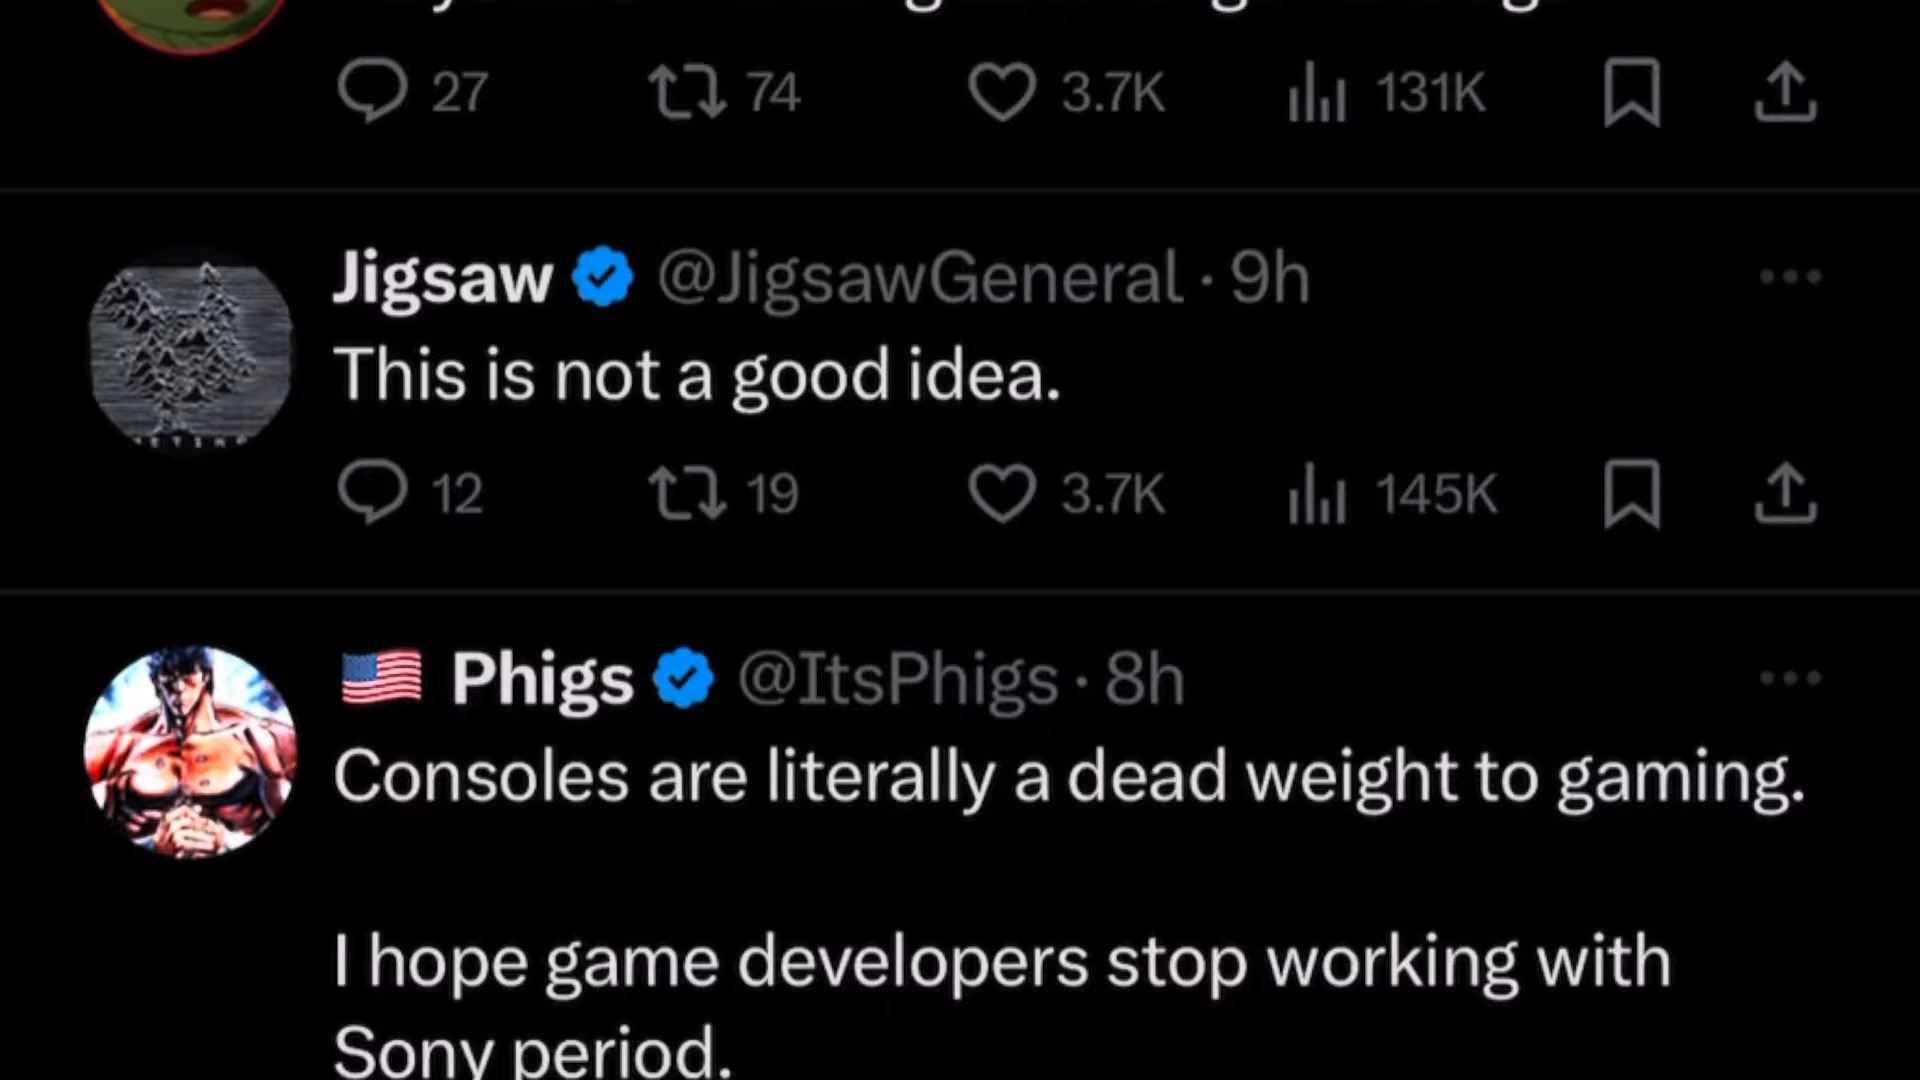 27 74 3.7K 131K
Jigsaw @JigsawGeneral · 9h
This is not a good idea.
12 19 3.7K 145K
🇺🇸 Phigs @ItsPhigs · 8h
Consoles are literally a dead weight to gaming.
I hope game developers stop working with
Sony period.